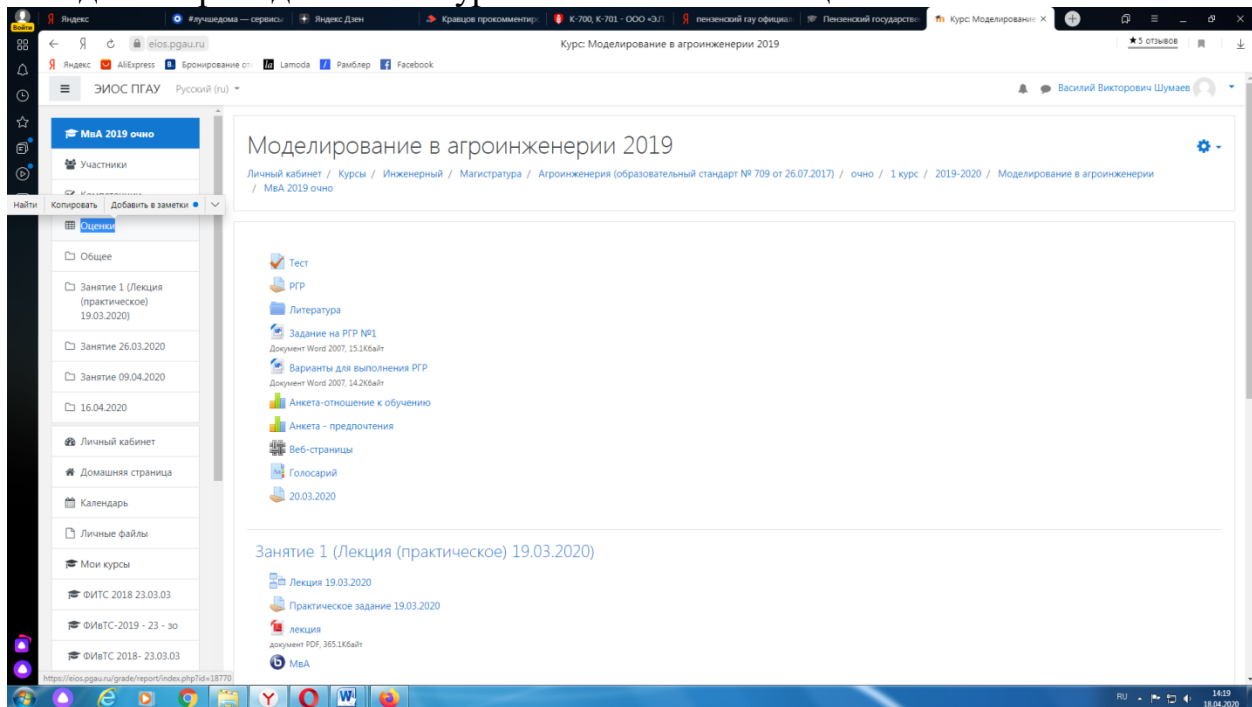 Яндекс
#лучшедома — сервисы
Яндекс Дзен
Кравцов прокомментир
К-700, К-701 - ООО «Э.Г
пензенский гау официал
Пензенский государстве
Курс: Моделирование
Войти
eios.pgau.ru
Курс: Моделирование в агроинженерии 2019
★ 5 отзывов
Яндекс
AliExpress
Бронирование от
Lamoda
Рамблер
Facebook
ЭИОС ПГАУ
Русский (ru)
Василий Викторович Шумаев
МвА 2019 очно
Участники
Найти
Копировать
Добавить в заметки
Оценки
Общее
Занятие 1 (Лекция
(практическое)
19.03.2020)
Занятие 26.03.2020
Занятие 09.04.2020
16.04.2020
Личный кабинет
Домашняя страница
Календарь
Личные файлы
Мои курсы
ФИТС 2018 23.03.03
ФИвТС-2019 - 23 - зо
ФИвТС 2018- 23.03.03
Моделирование в агроинженерии 2019
Личный кабинет / Курсы / Инженерный / Магистратура / Агроинженерия (образовательный стандарт № 709 от 26.07.2017) / очно / 1 курс / 2019-2020 / Моделирование в агроинженерии
/ МвА 2019 очно
Тест
РГР
Литература
Задание на РГР №1
Документ Word 2007, 15.1Кбайт
Варианты для выполнения РГР
Документ Word 2007, 14.2Кбайт
Анкета-отношение к обучению
Анкета - предпочтения
Веб-страницы
Голосарий
20.03.2020
Занятие 1 (Лекция (практическое) 19.03.2020)
Лекция 19.03.2020
Практическое задание 19.03.2020
лекция
документ PDF, 365.1Кбайт
МвА
https://eios.pgau.ru/grade/report/index.php?id=18770
RU
14:19
18.04.2020